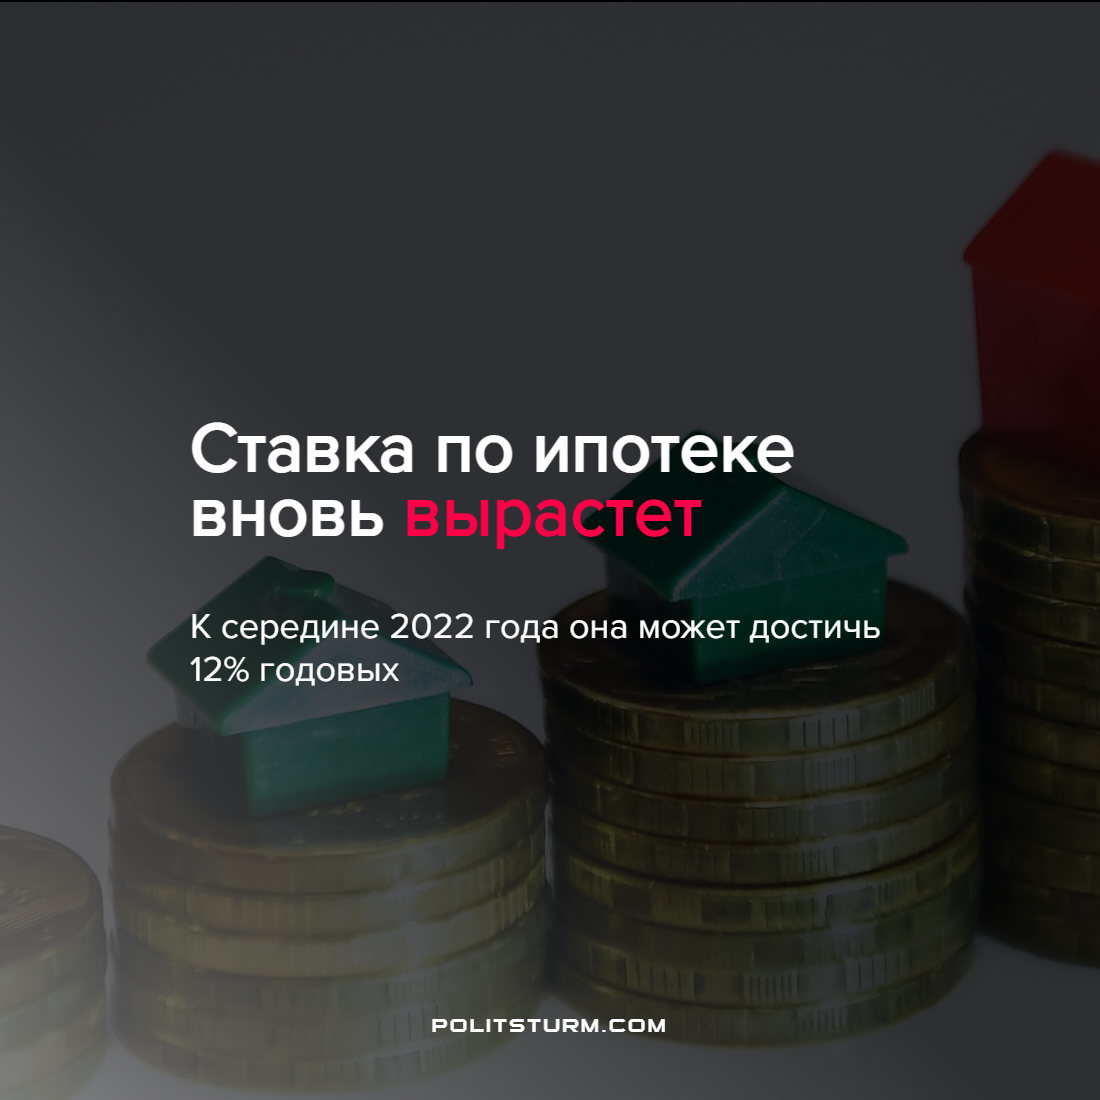 Ставка по ипотеке
вновь вырастет
К середине 2022 года она может достичь
12% годовых
POLITSTURM.COM